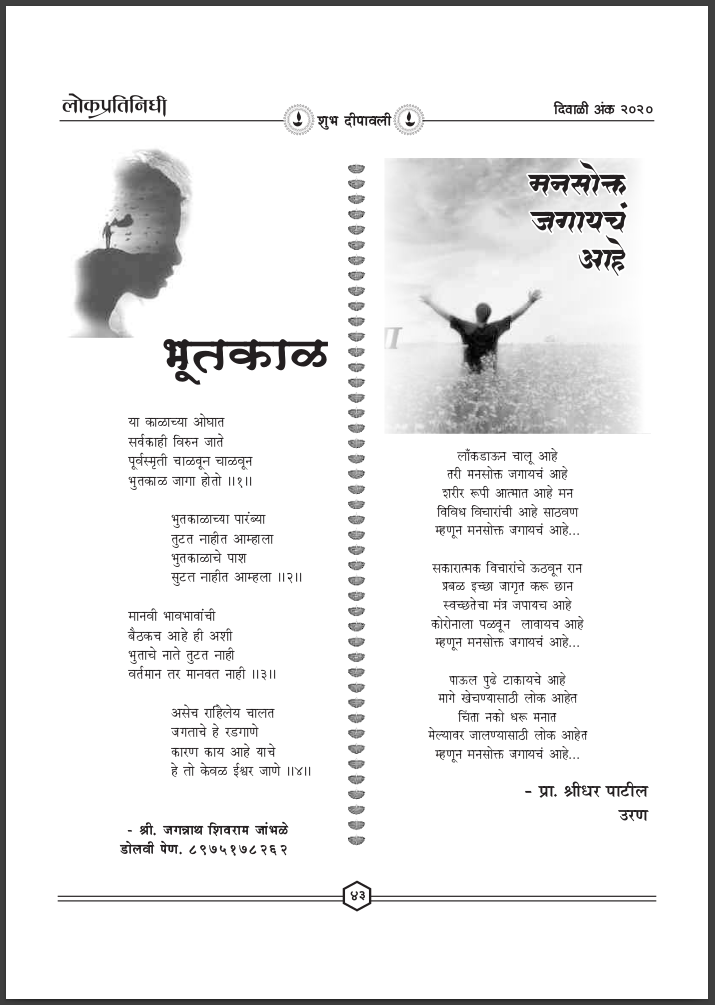 लोकप्रतिनिधी
शुभ दीपावली
दिवाळी अंक २०२०
भूतकाळ
या काळाच्या ओघात
सर्वकाही विरुन जाते
पूर्वस्मृती चाळवून चाळवून
भुतकाळ जागा होतो ।।१।।
भुतकाळाच्या पारंब्या
तुटत नाहीत आम्हाला
भुतकाळाचे पाश
सुटत नाहीत आम्हला ।।२।।
मानवी भावभावांची
बैठकच आहे ही अशी
भुताचे नाते तुटत नाही
वर्तमान तर मानवत नाही ।।३।।
असेच राहिलेय चालत
जगताचे हे रडगाणे
कारण काय आहे याचे
हे तो केवळ ईश्वर जाणे ।।४।।
- श्री. जगन्नाथ शिवराम जांभळे
डोलवी पेण. ८९७५१७८२६२
मनसोक्त
जगायचं
आहे
लॉकडाऊन चालू आहे
तरी मनसोक्त जगायचं आहे
शरीर रूपी आत्मात आहे मन
विविध विचारांची आहे साठवण
म्हणून मनसोक्त जगायचं आहे...
सकारात्मक विचारांचे ऊठवून रान
प्रबळ इच्छा जागृत करू छान
स्वच्छतेचा मंत्र जपायच आहे
कोरोनाला पळवून लावायच आहे
म्हणून मनसोक्त जगायचं आहे...
पाऊल पुढे टाकायचे आहे
मागे खेचण्यासाठी लोक आहेत
चिंता नको धरू मनात
मेल्यावर जालण्यासाठी लोक आहेत
म्हणून मनसोक्त जगायचं आहे...
- प्रा. श्रीधर पाटील
उरण
४३